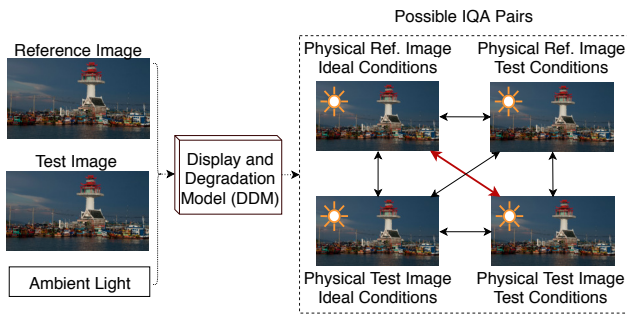 Possible IQA Pairs
Reference Image
Test Image
Ambient Light
Display and
Degradation
Model (DDM)
Physical Ref. Image
Ideal Conditions
Physical Ref. Image
Test Conditions
Physical Test Image
Ideal Conditions
Physical Test Image
Test Conditions